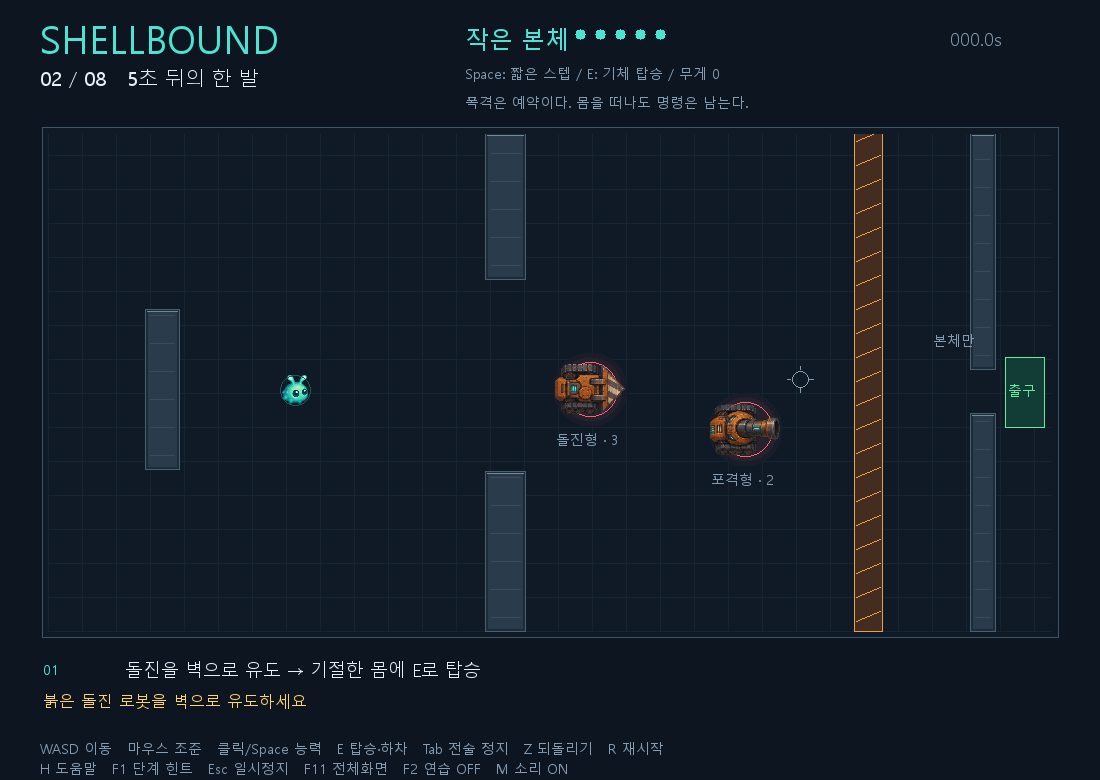 SHELLBOUND
작은 본체
000.0s
02 / 08 5초 뒤의 한 발
Space: 짧은 스텝 / E: 기체 탑승 / 무게 0
폭격은 예약이다. 몸을 떠나도 명령은 남는다.
본체만
출구
돌진형 · 3
포격형 · 2
01 돌진을 벽으로 유도 → 기절한 몸에 E로 탑승
붉은 돌진 로봇을 벽으로 유도하세요
WASD 이동 마우스 조준 클릭/Space 능력 E 탑승·하차 Tab 전술 정지 Z 되돌리기 R 재시작
H 도움말 F1 단계 힌트 Esc 일시정지 F11 전체화면 F2 연습 OFF M 소리 ON